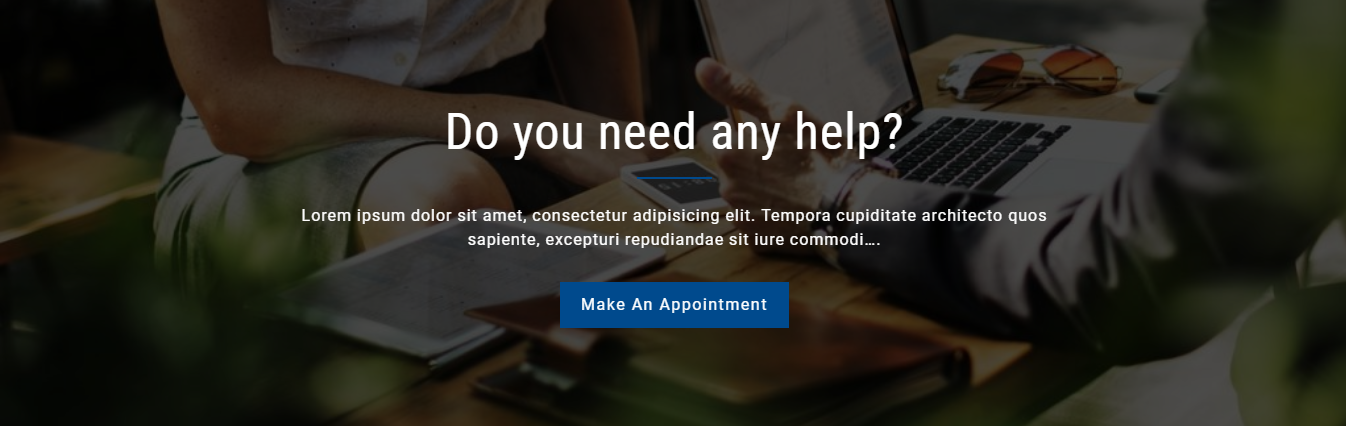 Do you need any help?
Lorem ipsum dolor sit amet, consectetur adipisicing elit. Tempora cupiditate architecto quos
sapiente, excepturi repudiandae sit iure commodi....
Make An Appointment